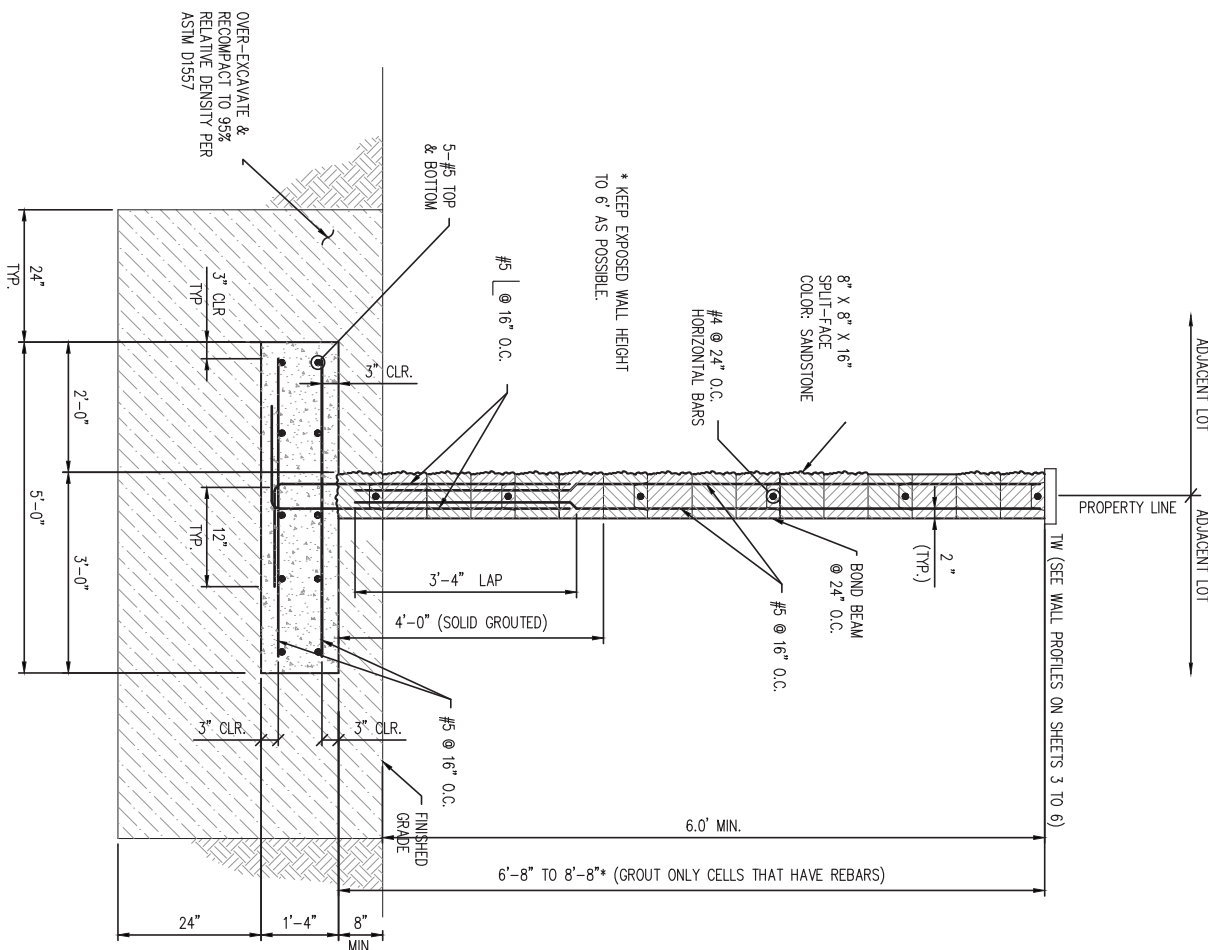 ADJACENT LOT
ADJACENT LOT
PROPERTY LINE
TW (SEE WALL PROFILES ON SHEETS 3 TO 6)
8" X 8" X 16"
SPLIT-FACE
COLOR: SANDSTONE
2"
(TYP.)
#4 @ 24" O.C.
HORIZONTAL BARS
BOND BEAM
@ 24" O.C.
* KEEP EXPOSED WALL HEIGHT
TO 6' AS POSSIBLE.
#5 @ 16" O.C.
#5 @ 16" O.C.
3'-4" LAP
4'-0" (SOLID GROUTED)
6.0' MIN.
6'-8" TO 8'-8"* (GROUT ONLY CELLS THAT HAVE REBARS)
5-#5 TOP
& BOTTOM
OVER-EXCAVATE &
RECOMPACT TO 95%
RELATIVE DENSITY PER
ASTM D1557
3" CLR.
FINISHED
GRADE
#5 @ 16" O.C.
3" CLR
TYP
12"
TYP.
3" CLR.
3" CLR.
8"
MIN
1'-4"
24"
24"
TYP.
2'-0"
3'-0"
5'-0"